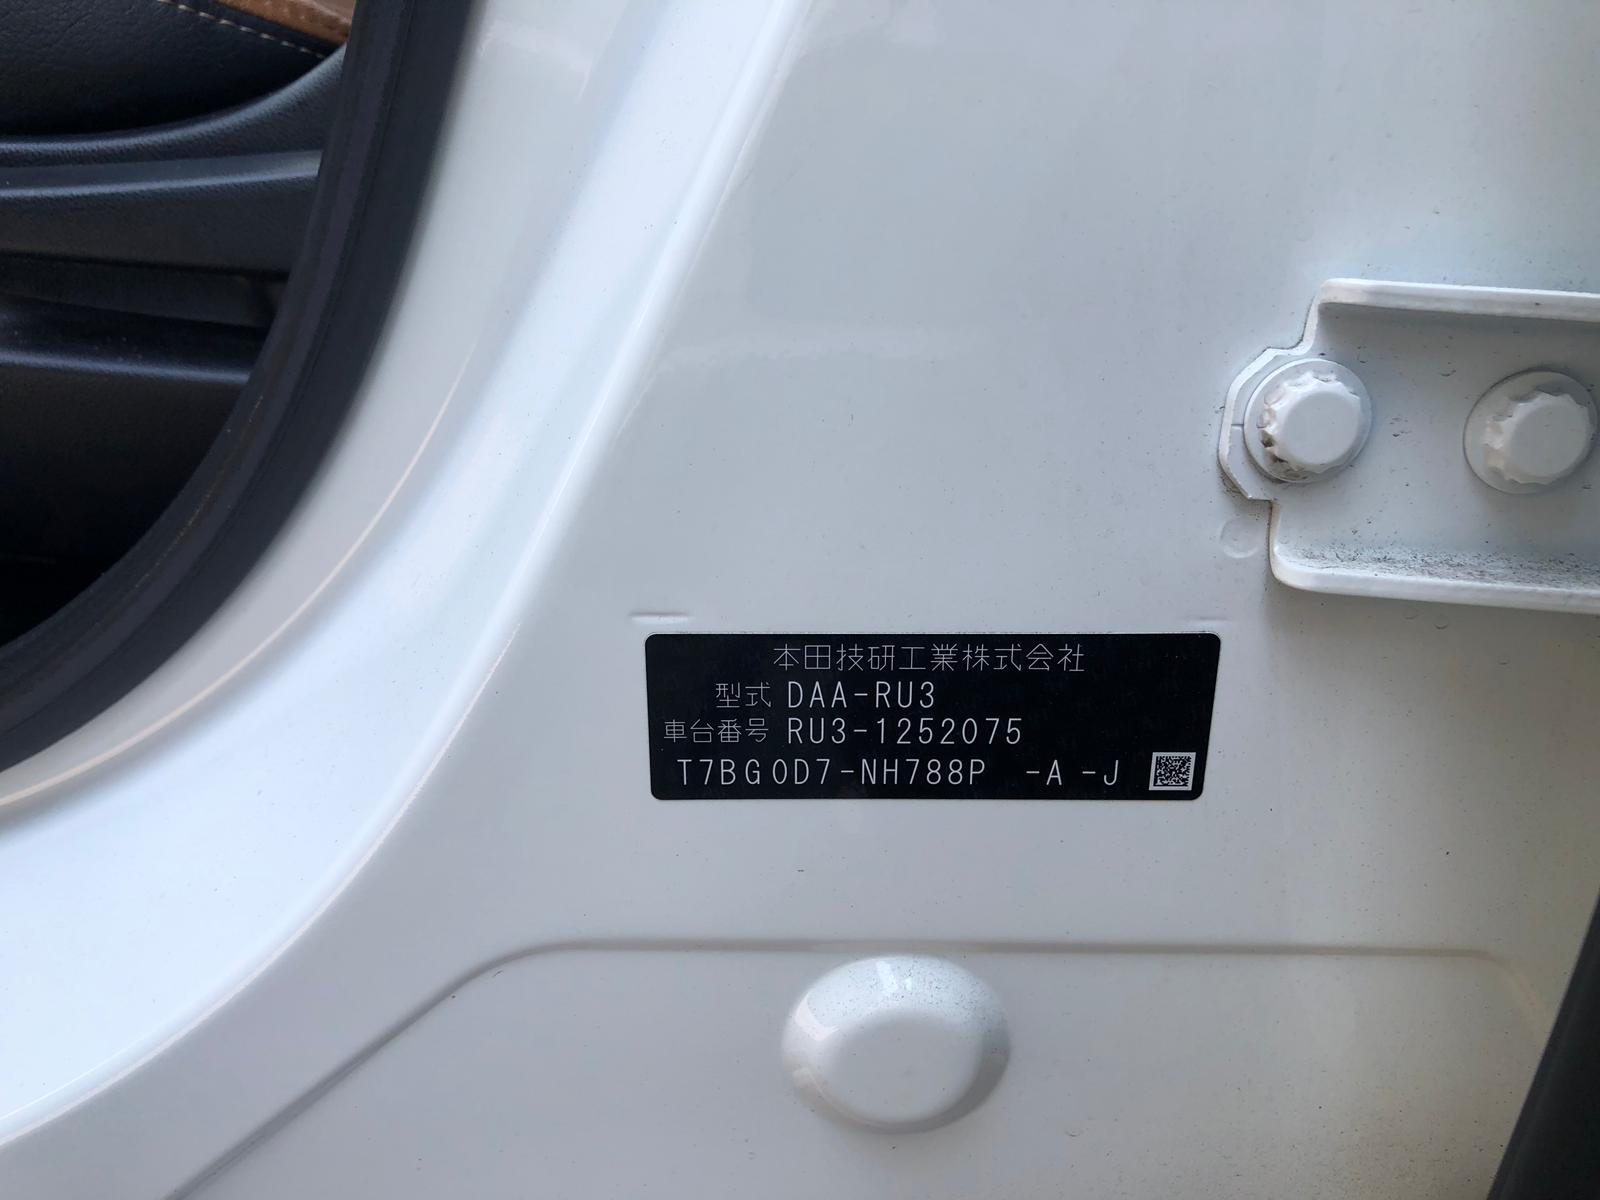 本田技研工業株式会社
型式 DAA-RU3
車台番号 RU3-1252075
T7BG0D7-NH788P -A -J